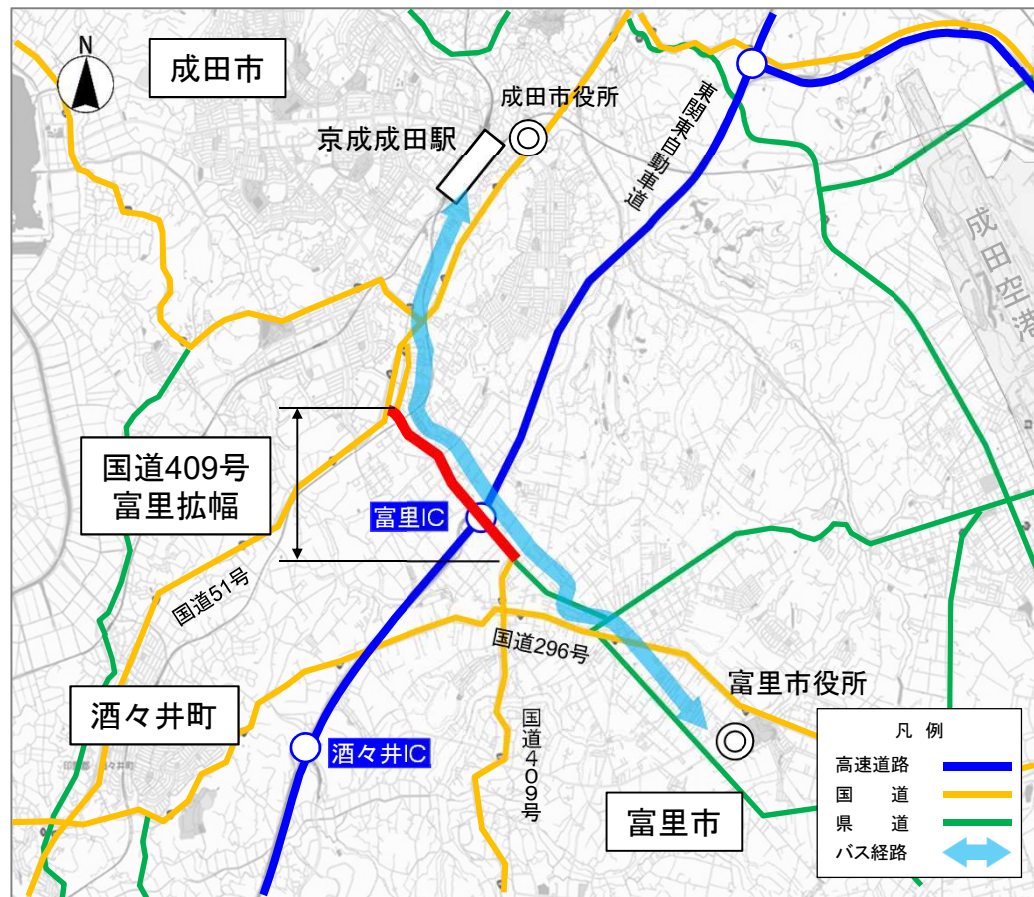 N
成田市
成田市役所
京成成田駅
東関東自動車道
成田空港
国道409号
富里拡幅
富里IC
国道51号
国道296号
富里市役所
酒々井町
酒々井IC
国道409号
富里市
凡 例
高速道路
国 道
県 道
バス経路